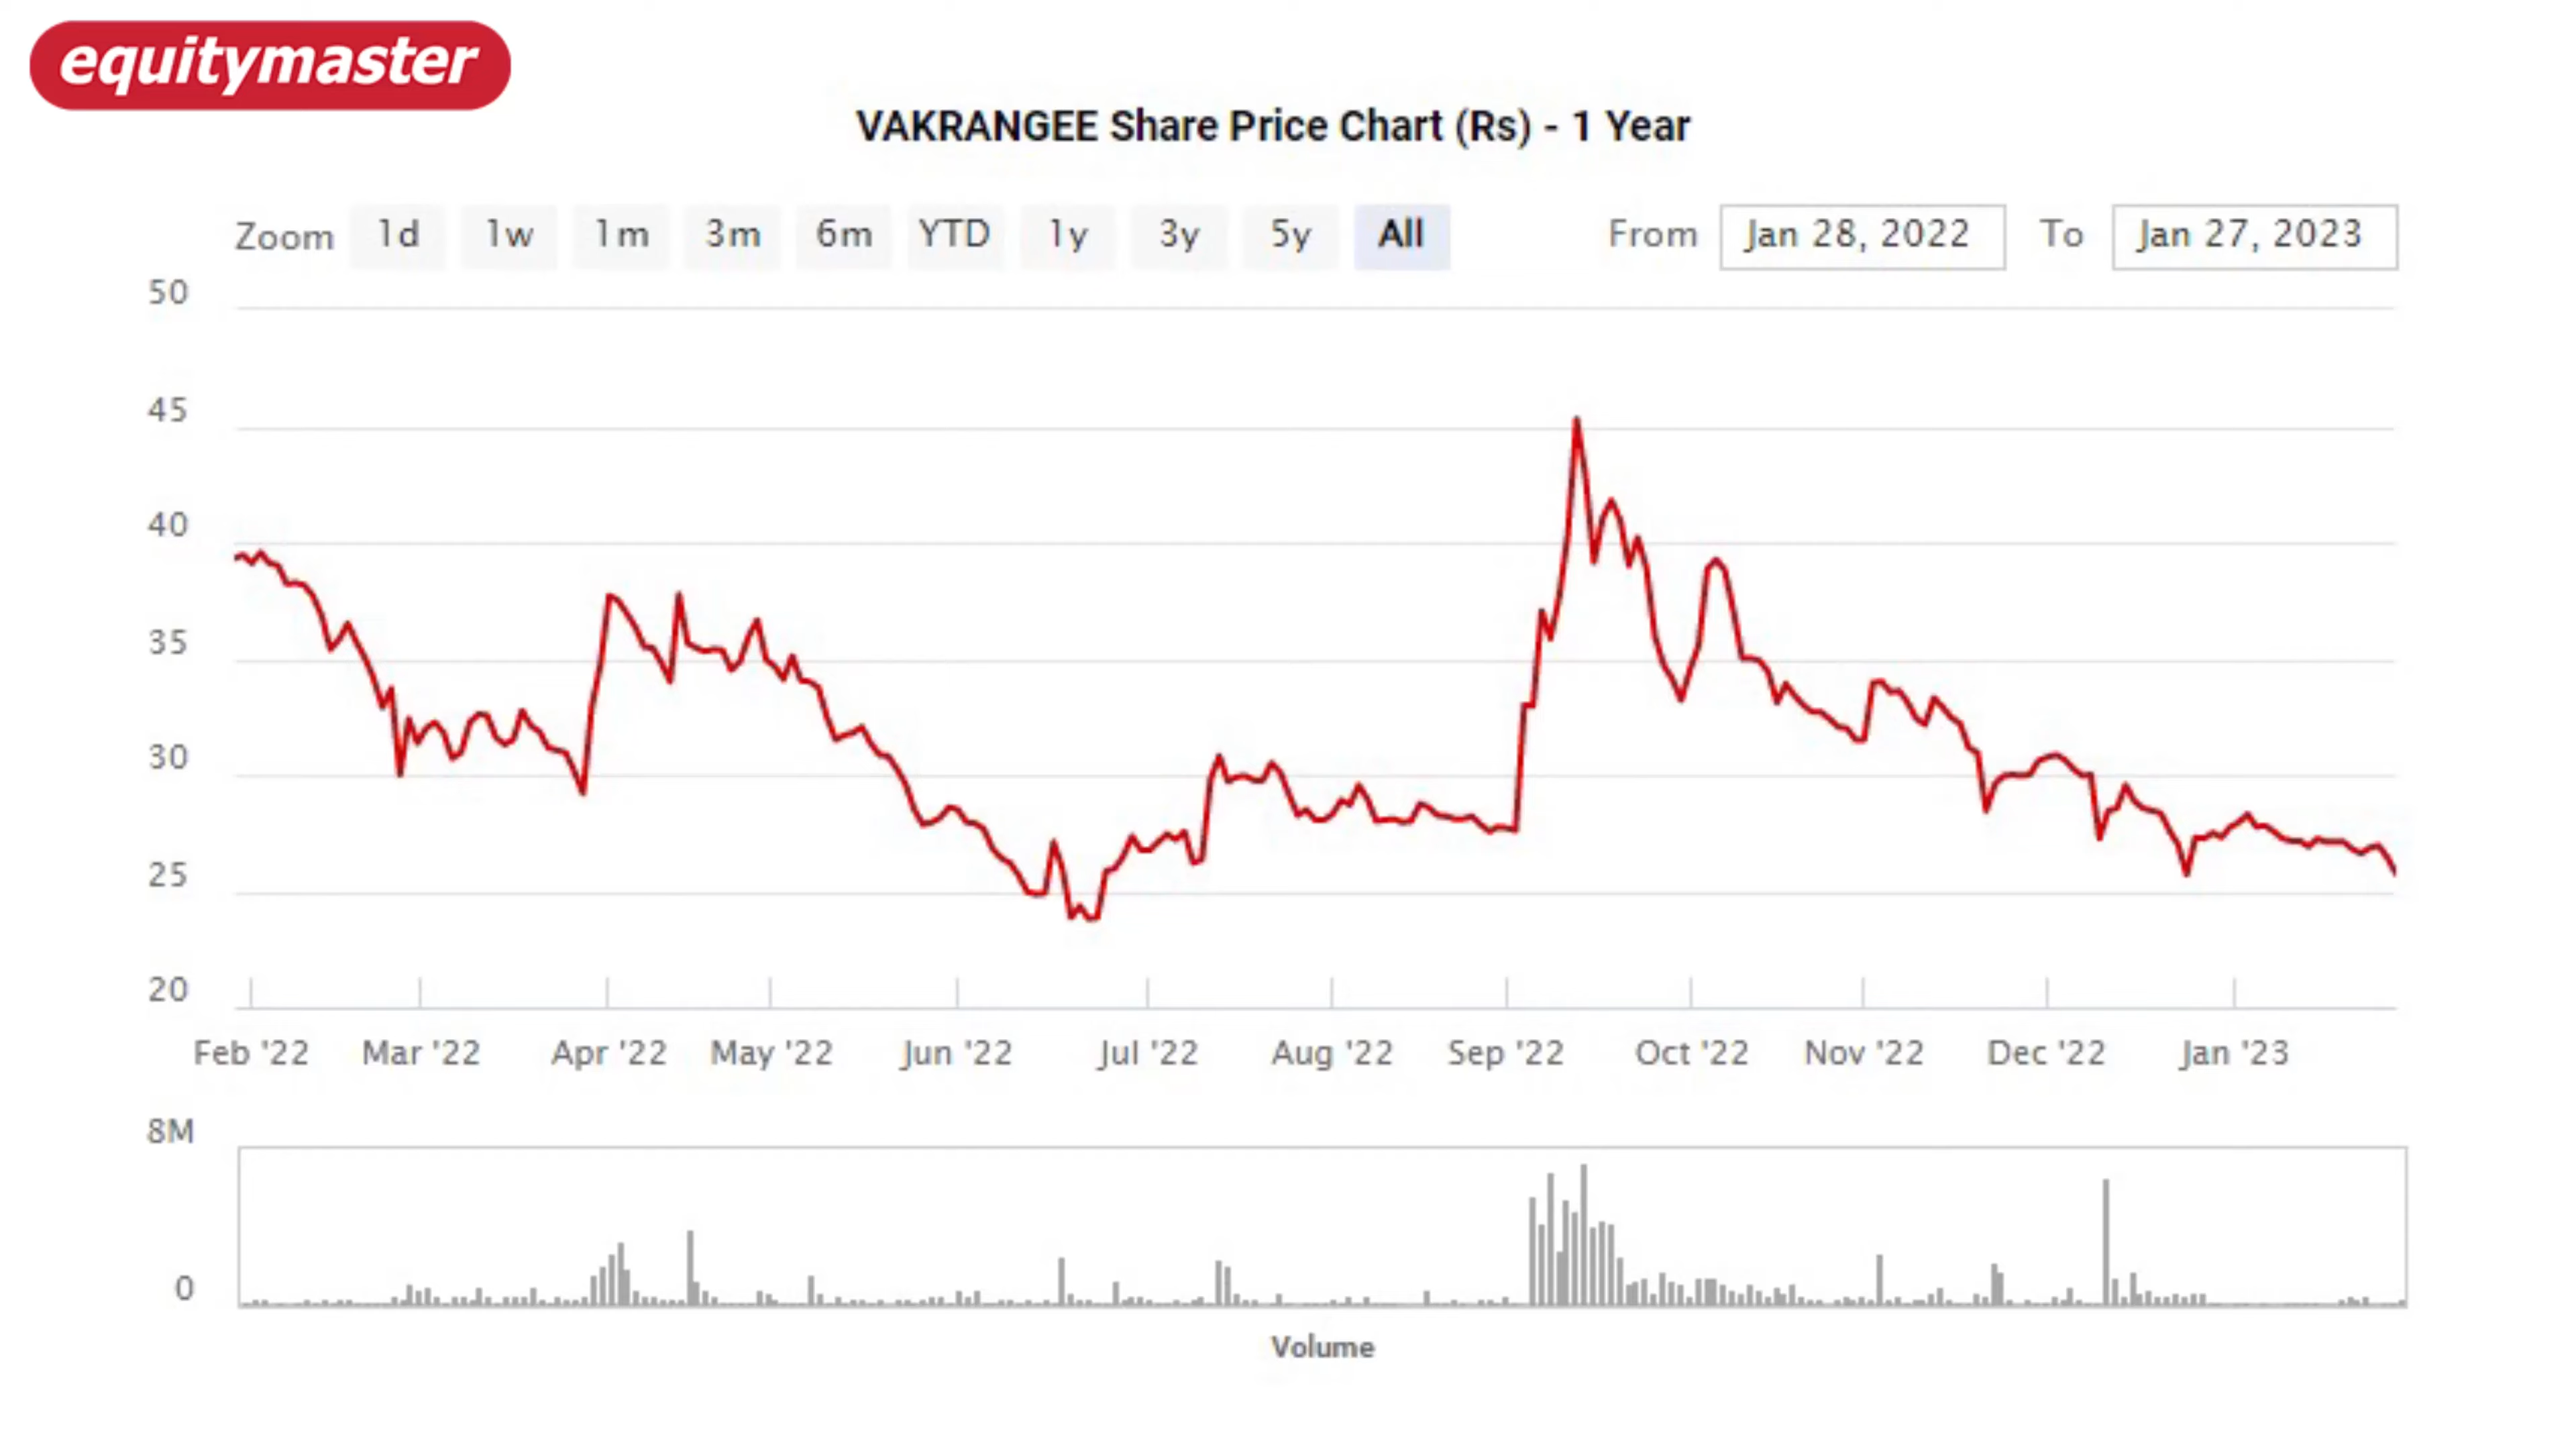 equitymaster
VAKRANGEE Share Price Chart (Rs) - 1 Year
Zoom 1d 1w 1m 3m 6m YTD 1y 3y 5y All From Jan 28, 2022 To Jan 27, 2023
50
45
40
35
30
25
20
Feb '22 Mar '22 Apr '22 May '22 Jun '22 Jul '22 Aug '22 Sep '22 Oct '22 Nov '22 Dec '22 Jan '23
8M
0
Volume